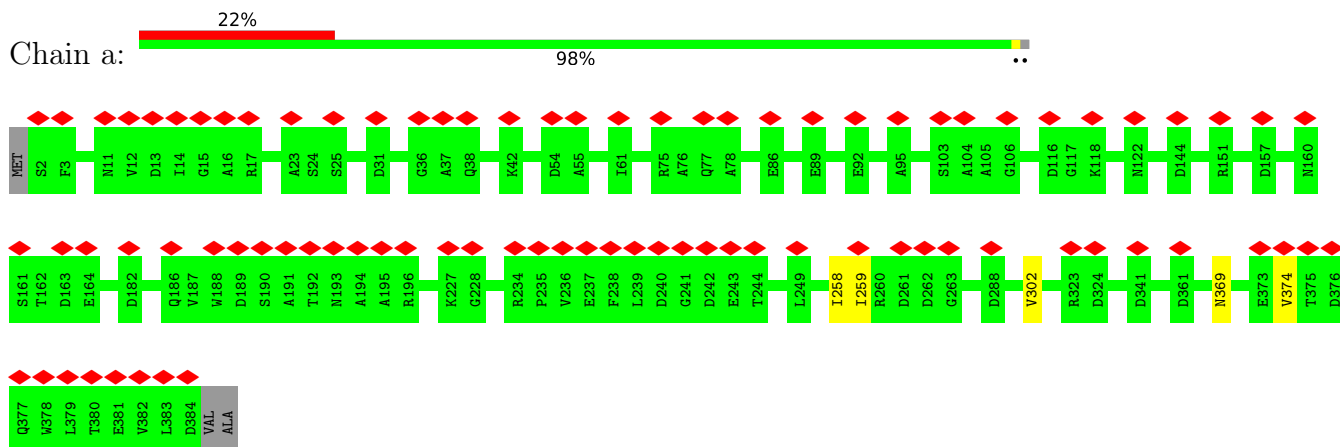 22%
Chain a:
98%
••
MET S2 F3 N11 V12 D13 I14 G15 A16 R17 A23 S24 S25 D31 G36 A37 Q38 K42 D54 A55 I61 R75 A76 Q77 A78 E86 E89 E92 A95 S103 A104 A105 G106 D116 G117 K118 N122 D144 R151 D157 N160
S161 T162 D163 E164 D182 Q186 V187 W188 D189 S190 A191 T192 N193 A194 A195 R196 K227 G228 R234 P235 V236 E237 F238 L239 D240 G241 D242 E243 T244 L249 I258 I259 R260 D261 D262 G263 D288 V302 R323 D324 D341 D361 N369 E373 V374 T375 D376
Q377 W378 L379 T380 E381 V382 L383 D384 VAL ALA